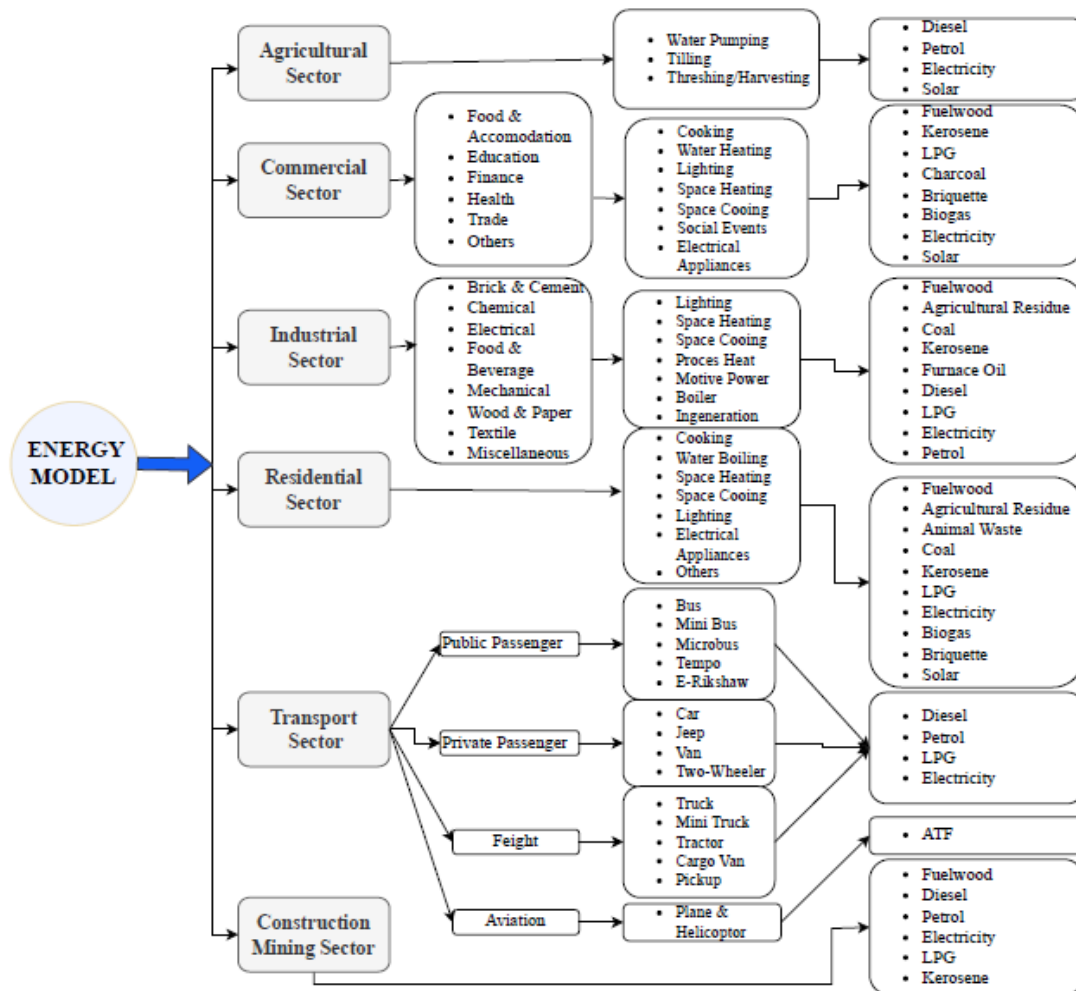 ENERGY
MODEL
Agricultural
Sector
• Water Pumping
• Tilling
• Threshing/Harvesting
• Diesel
• Petrol
• Electricity
• Solar
Commercial
Sector
• Food &
Accomodation
• Education
• Finance
• Health
• Trade
• Others
• Cooking
• Water Heating
• Lighting
• Space Heating
• Space Cooing
• Social Events
• Electrical
Appliances
• Fuelwood
• Kerosene
• LPG
• Charcoal
• Briquette
• Biogas
• Electricity
• Solar
Industrial
Sector
• Brick & Cement
• Chemical
• Electrical
• Food &
Beverage
• Mechanical
• Wood & Paper
• Textile
• Miscellaneous
• Lighting
• Space Heating
• Space Cooing
• Proces Heat
• Motive Power
• Boiler
• Ingeneration
• Fuelwood
• Agricultural Residue
• Coal
• Kerosene
• Furnace Oil
• Diesel
• LPG
• Electricity
• Petrol
Residential
Sector
• Cooking
• Water Boiling
• Space Heating
• Space Cooing
• Lighting
• Electrical
Appliances
• Others
• Fuelwood
• Agricultural Residue
• Animal Waste
• Coal
• Kerosene
• LPG
• Electricity
• Biogas
• Briquette
• Solar
Transport
Sector
Public Passenger
• Bus
• Mini Bus
• Microbus
• Tempo
• E-Rikshaw
Private Passenger
• Car
• Jeep
• Van
• Two-Wheeler
Feight
• Truck
• Mini Truck
• Tractor
• Cargo Van
• Pickup
• Diesel
• Petrol
• LPG
• Electricity
Aviation
• Plane &
Helicoptor
• ATF
Construction
Mining Sector
• Fuelwood
• Diesel
• Petrol
• Electricity
• LPG
• Kerosene